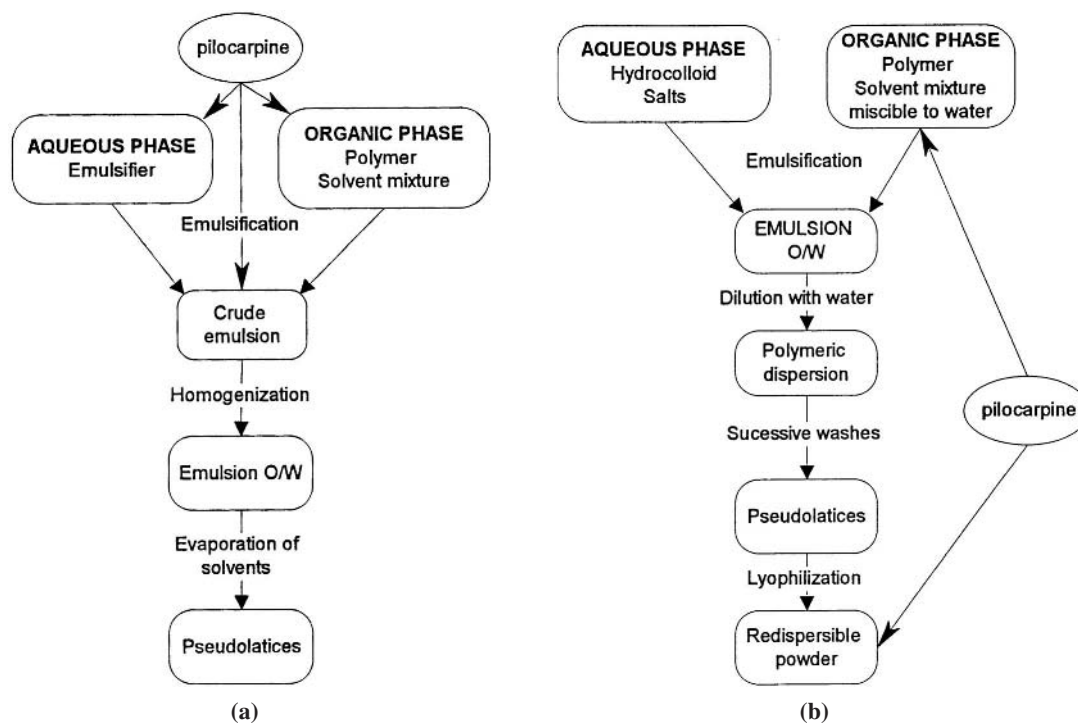 pilocarpine
AQUEOUS PHASE
Emulsifier
ORGANIC PHASE
Polymer
Solvent mixture
Emulsification
Crude
emulsion
Homogenization
Emulsion O/W
Evaporation of
solvents
Pseudolatices
(a)
AQUEOUS PHASE
Hydrocolloid
Salts
ORGANIC PHASE
Polymer
Solvent mixture
miscible to water
Emulsification
EMULSION
O/W
Dilution with water
Polymeric
dispersion
pilocarpine
Sucessive washes
Pseudolatices
Lyophilization
Redispersible
powder
(b)